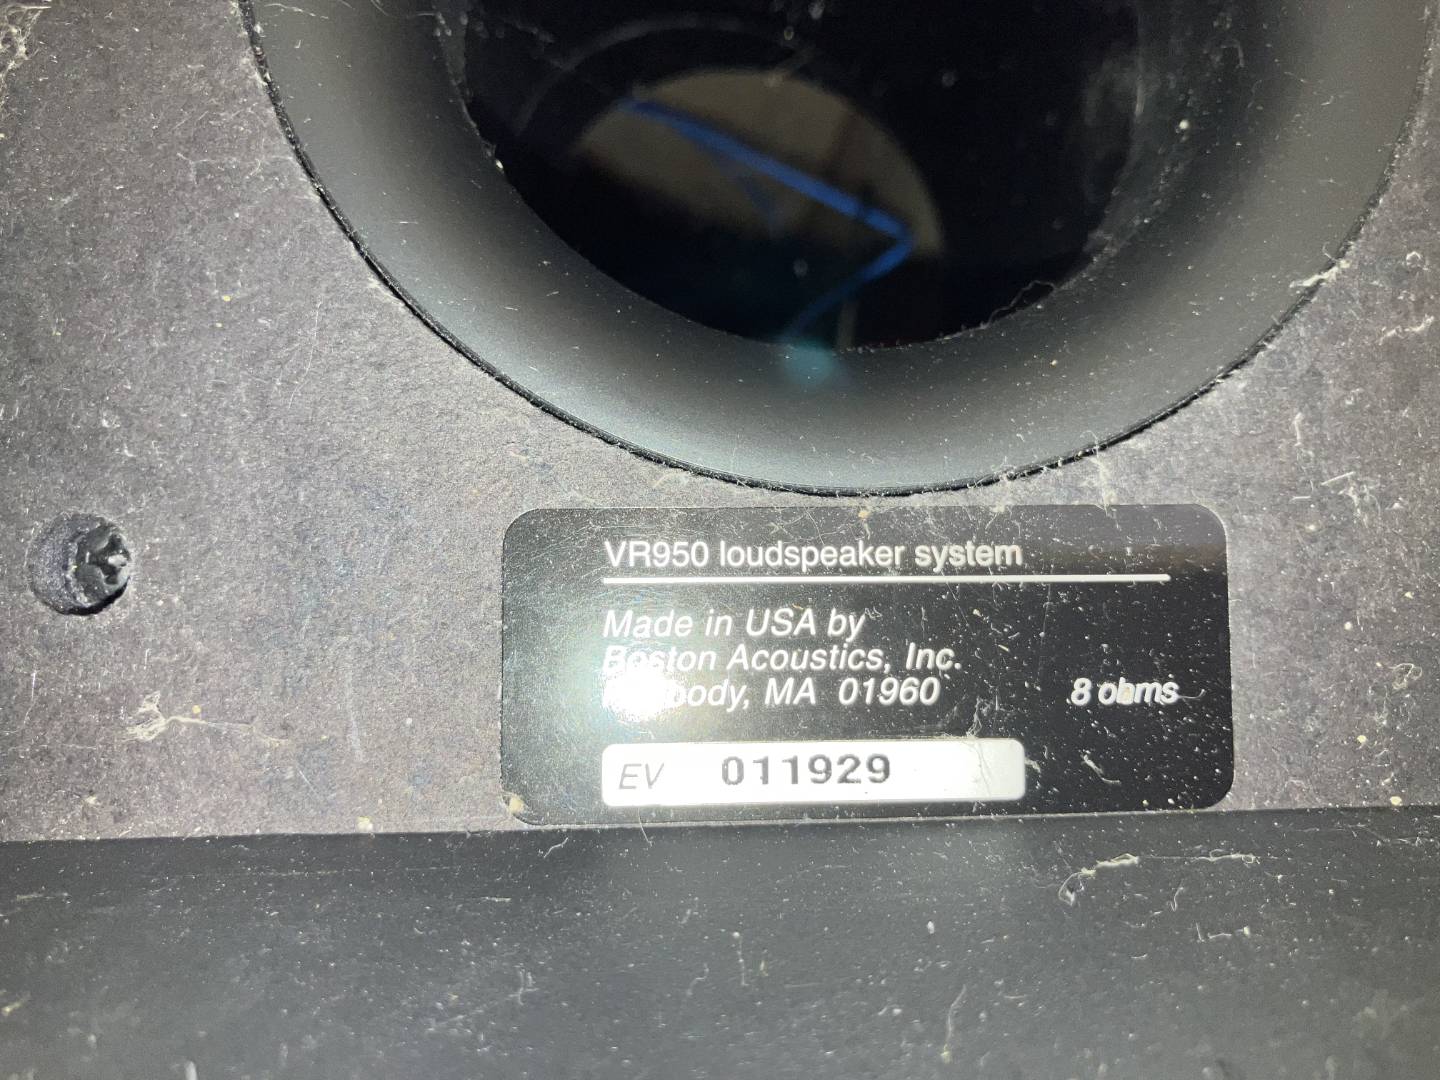 VR950 loudspeaker system
Made in USA by
Boston Acoustics, Inc.
MA 01960
8 ohms
EV 011929